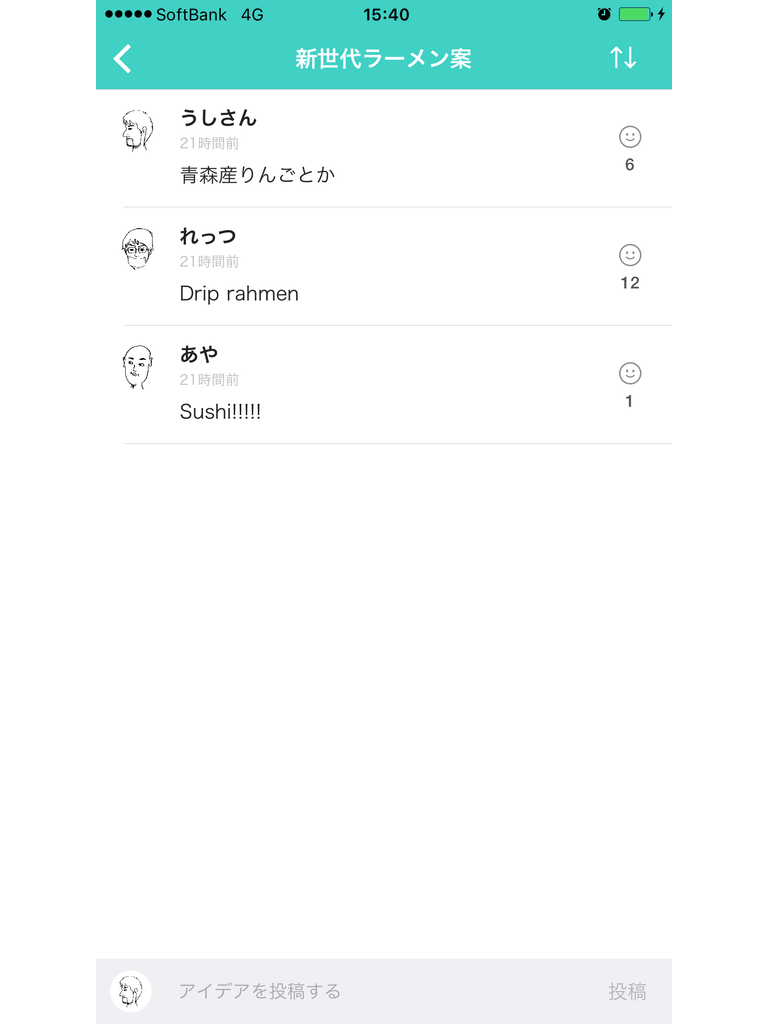 SoftBank 4G 15:40
新世代ラーメン案
うしさん
21時間前
青森産りんごとか
6
れっつ
21時間前
Drip rahmen
12
あや
21時間前
Sushi!!!!!
1
アイデアを投稿する 投稿